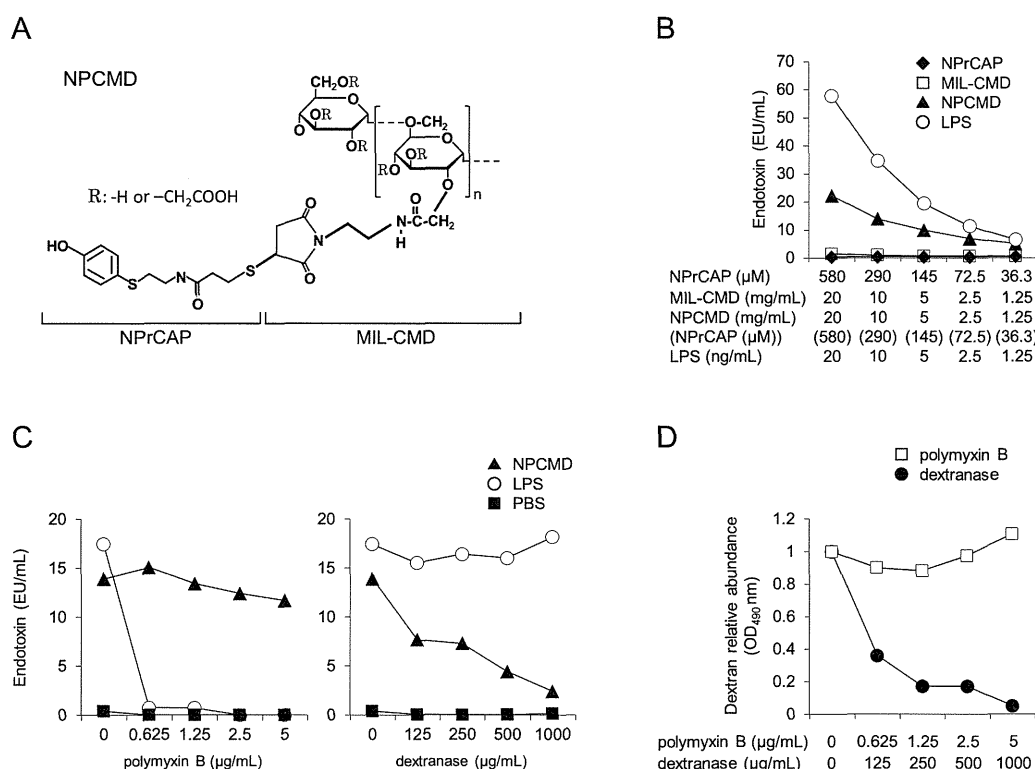 A
NPCMD
CH₂OR
O
OR
O
OR
O-CH₂
O
OR
RO
O
n
R:-H or -CH₂COOH
O
C-CH₂
N
H
O
N
O
HO
S
N
H
O
S
NPrCAP
MIL-CMD
B
NPrCAP
MIL-CMD
NPCMD
LPS
Endotoxin (EU/mL)
70
60
50
40
30
20
10
0
NPrCAP (µM) 580 290 145 72.5 36.3
MIL-CMD (mg/mL) 20 10 5 2.5 1.25
NPCMD (mg/mL) 20 10 5 2.5 1.25
(NPrCAP (µM)) (580) (290) (145) (72.5) (36.3)
LPS (ng/mL) 20 10 5 2.5 1.25
C
NPCMD
LPS
PBS
Endotoxin (EU/mL)
20
15
10
5
0
0 0.625 1.25 2.5 5
polymyxin B (µg/mL)
20
15
10
5
0
0 125 250 500 1000
dextranase (µg/mL)
D
polymyxin B
dextranase
Dextran relative abundance
(OD₄₉₀ nm)
1.2
1
0.8
0.6
0.4
0.2
0
polymyxin B (µg/mL) 0 0.625 1.25 2.5 5
dextranase (µg/mL) 0 125 250 500 1000